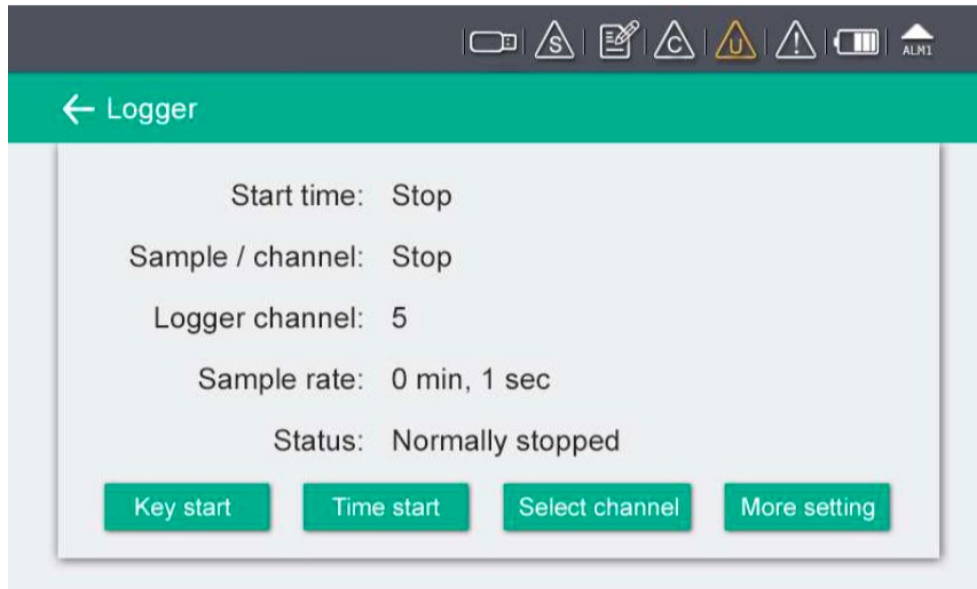 S C U ! ALM1
← Logger
Start time: Stop
Sample / channel: Stop
Logger channel: 5
Sample rate: 0 min, 1 sec
Status: Normally stopped
Key start Time start Select channel More setting